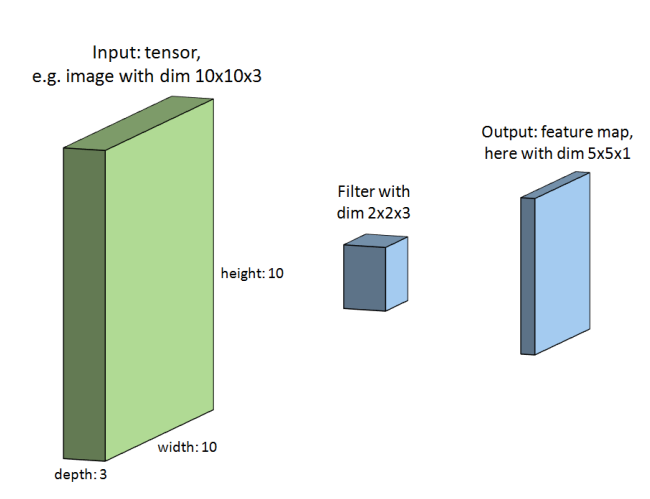 Input: tensor,
e.g. image with dim 10x10x3
Output: feature map,
here with dim 5x5x1
Filter with
dim 2x2x3
height: 10
width: 10
depth: 3